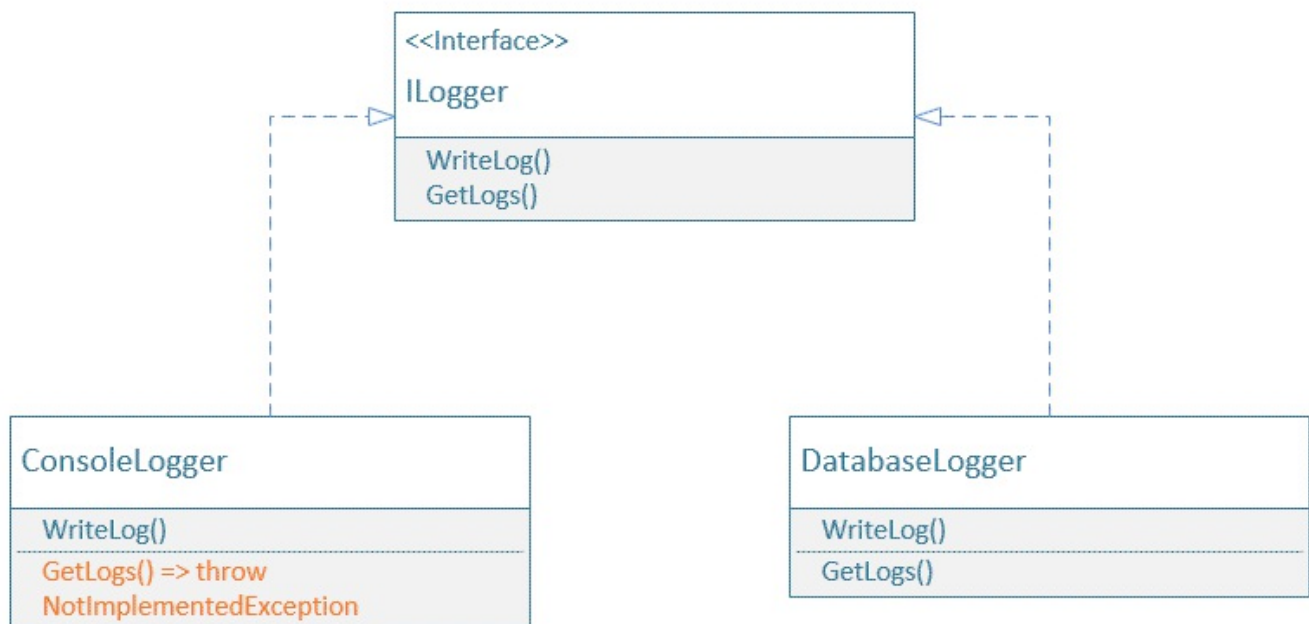 <<Interface>>
ILogger
WriteLog()
GetLogs()
ConsoleLogger
WriteLog()
GetLogs() => throw
NotImplementedException
DatabaseLogger
WriteLog()
GetLogs()